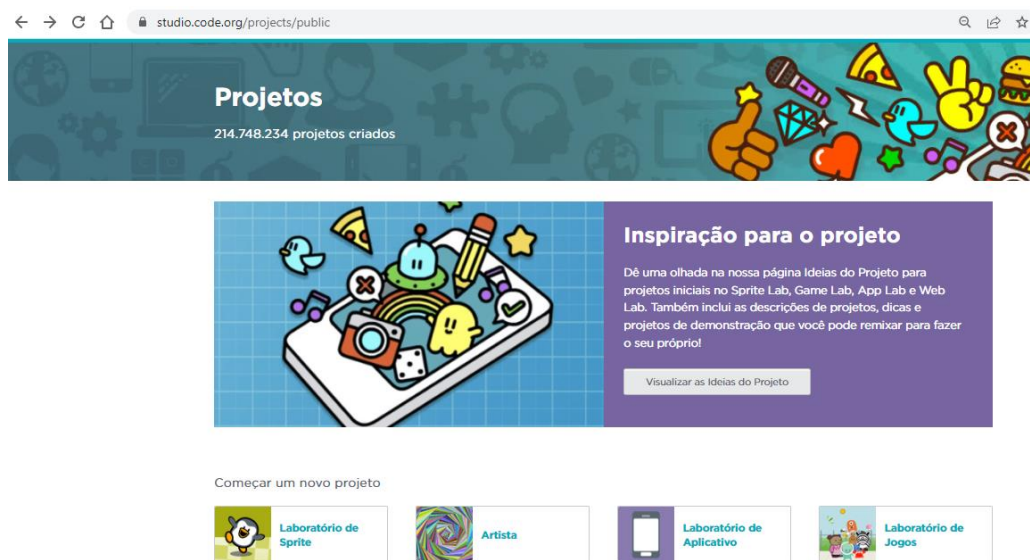 studio.code.org/projects/public
Projetos
214.748.234 projetos criados
Inspiração para o projeto
Dê uma olhada na nossa página Ideias do Projeto para
projetos iniciais no Sprite Lab, Game Lab, App Lab e Web
Lab. Também inclui as descrições de projetos, dicas e
projetos de demonstração que você pode remixar para fazer
o seu próprio!
Visualizar as Ideias do Projeto
Começar um novo projeto
Laboratório de
Sprite
Artista
Laboratório de
Aplicativo
Laboratório de
Jogos